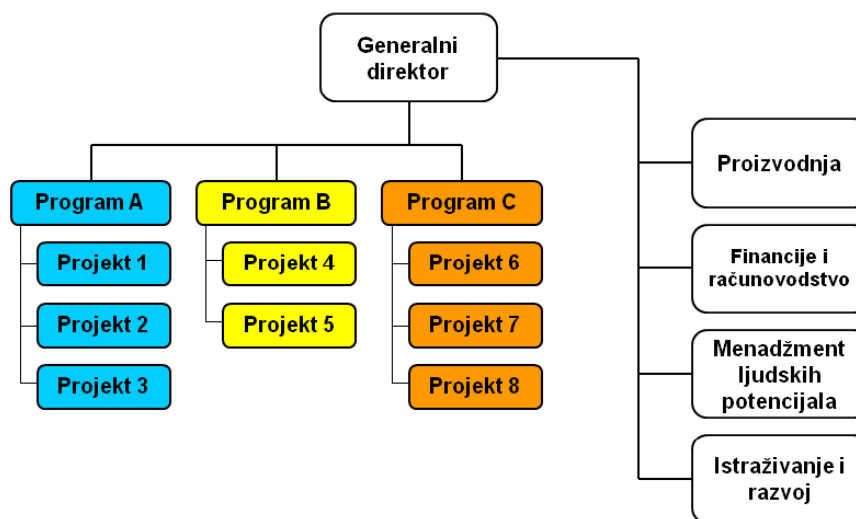 Generalni
direktor
Program A
Projekt 1
Projekt 2
Projekt 3
Program B
Projekt 4
Projekt 5
Program C
Projekt 6
Projekt 7
Projekt 8
Proizvodnja
Financije i
računovodstvo
Menadžment
ljudskih
potencijala
Istraživanje i
razvoj